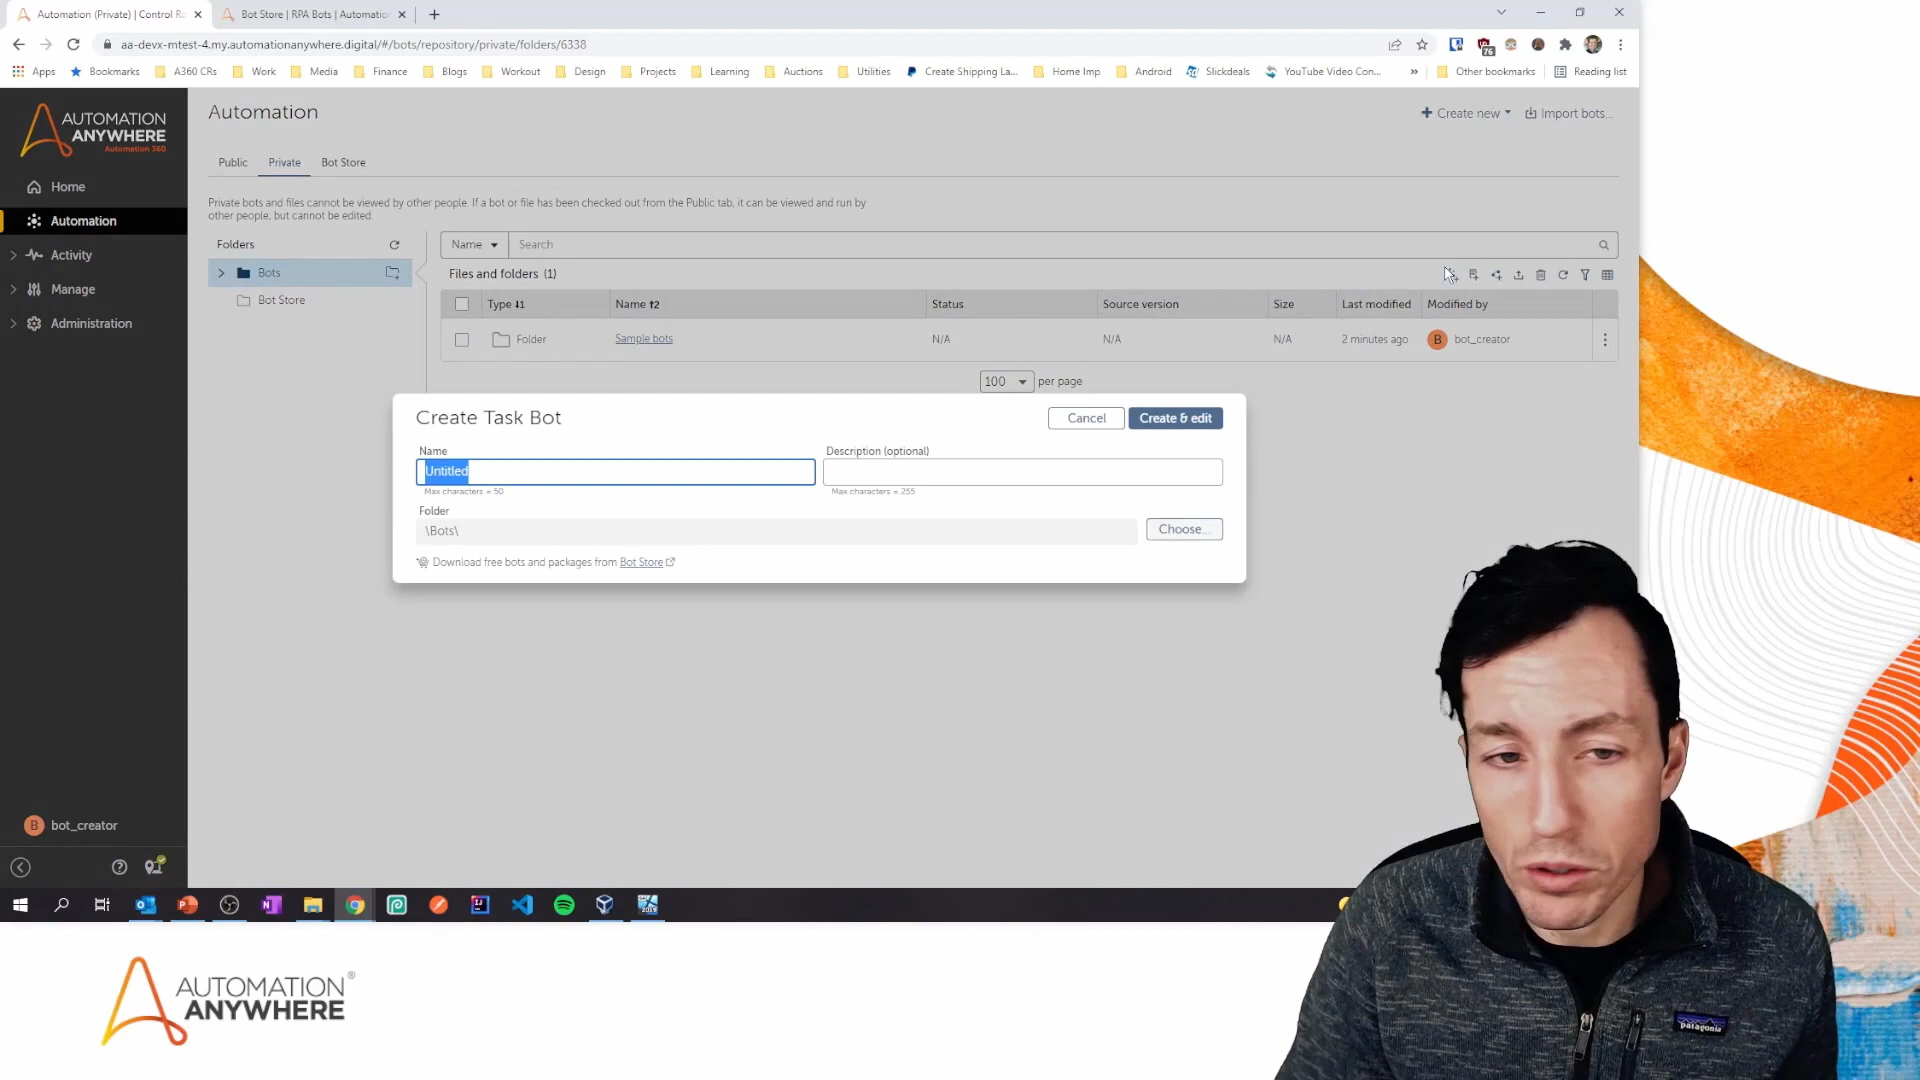 Automation (Private) | Control Ro
Bot Store | RPA Bots | Automatio
aa-devx-mtest-4.my.automationanywhere.digital/#/bots/repository/private/folders/6338
76
Apps
Bookmarks
A360 CRs
Work
Media
Finance
Blogs
Workout
Design
Projects
Learning
Auctions
Utilities
Create Shipping La...
Home Imp
Android
Slickdeals
YouTube Video Con...
»
Other bookmarks
Reading list
AUTOMATION
ANYWHERE
Automation 360
Home
Automation
Activity
Manage
Administration
B bot_creator
Automation
Create new
Import bots...
Public
Private
Bot Store
Private bots and files cannot be viewed by other people. If a bot or file has been checked out from the Public tab, it can be viewed and run by
other people, but cannot be edited.
Folders
Bots
Bot Store
Name
Search
Files and folders (1)
Type
Name
Status
Source version
Size
Last modified
Modified by
Folder
Sample bots
N/A
N/A
N/A
2 minutes ago
B bot_creator
100
per page
Create Task Bot
Cancel
Create & edit
Name
Description (optional)
Untitled
Max characters = 50
Max characters = 255
Folder
\Bots\
Choose...
Download free bots and packages from Bot Store
2019
AUTOMATION®
ANYWHERE
patagonia